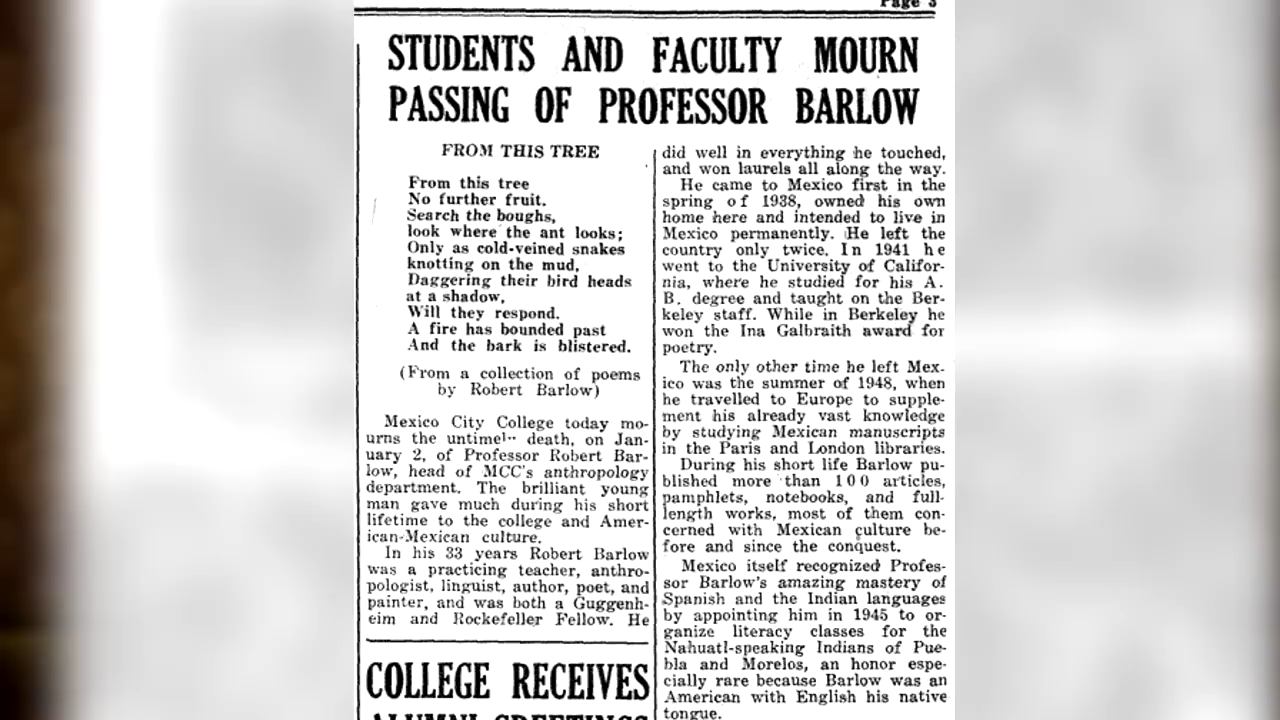 Page 3
STUDENTS AND FACULTY MOURN
PASSING OF PROFESSOR BARLOW
FROM THIS TREE
From this tree
No further fruit.
Search the boughs,
look where the ant looks;
Only as cold-veined snakes
knotting on the mud,
Daggering their bird heads
at a shadow,
Will they respond.
A fire has bounded past
And the bark is blistered.
(From a collection of poems
by Robert Barlow)
Mexico City College today mo-
urns the death, on Jan-
uary 2, of Professor Robert Bar-
low, head of MCC's anthropology
department. The brilliant young
man gave much during his short
lifetime to the college and Amer-
ican-Mexican culture.
In his 33 years Robert Barlow
was a practicing teacher, anthro-
pologist, linguist, author, poet, and
painter, and was both a Guggenh-
eim and Rockefeller Fellow. He
did well in everything he touched,
and won laurels all along the way.
He came to Mexico first in the
spring of 1938, owned his own
home here and intended to live in
Mexico permanently. He left the
country only twice. In 1941 he
went to the University of Califor-
nia, where he studied for his A.
B. degree and taught on the Ber-
keley staff. While in Berkeley he
won the Ina Galbraith award for
poetry.
The only other time he left Mex-
ico was the summer of 1948, when
he travelled to Europe to supple-
ment his already vast knowledge
by studying Mexican manuscripts
in the Paris and London libraries.
During his short life Barlow pu-
blished more than 100 articles,
pamphlets, notebooks, and full-
length works, most of them con-
cerned with Mexican culture be-
fore and since the conquest.
Mexico itself recognized Profes-
sor Barlow's amazing mastery of
Spanish and the Indian languages
by appointing him in 1945 to or-
ganize literacy classes for the
Nahuatl-speaking Indians of Pue-
bla and Morelos, an honor espe-
cially rare because Barlow was an
American with English his native
tongue.
COLLEGE RECEIVES
ALUMNI GREETINGS